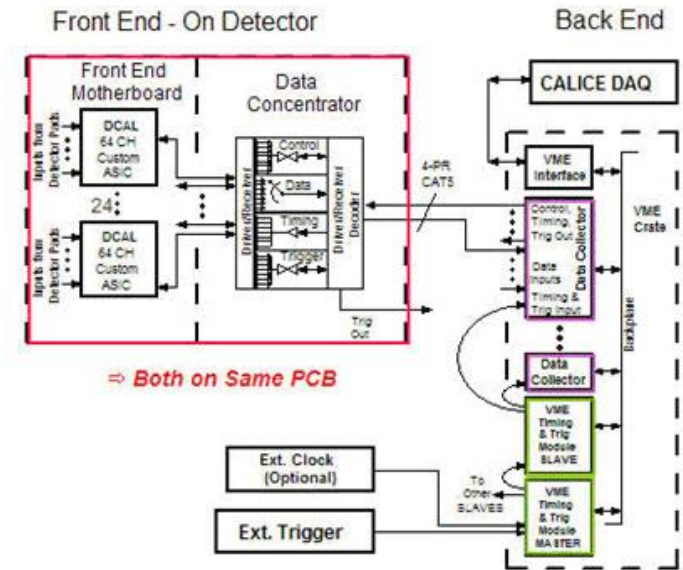 Front End - On Detector
Back End
Front End
Motherboard
Data
Concentrator
Inputs from
Detector Pads
DCAL
64 CH
Custom
ASIC
24
Inputs from
Detector Pads
DCAL
64 CH
Custom
ASIC
Driver/Receiver
Control
Data
Timing
Trigger
Driver/Receiver
Decoder
4-PR
CAT5
Trig
Out
⇨ Both on Same PCB
CALICE DAQ
VME
Interface
VME
Crate
Control,
Timing,
Trig Out
Data
Inputs
Timing &
Trig Input
Data Collector
Backplane
Data
Collector
VME
Timing
& Trig
Module
SLAVE
To
Other
SLAVES
VME
Timing
& Trig
Module
MASTER
Ext. Clock
(Optional)
Ext. Trigger